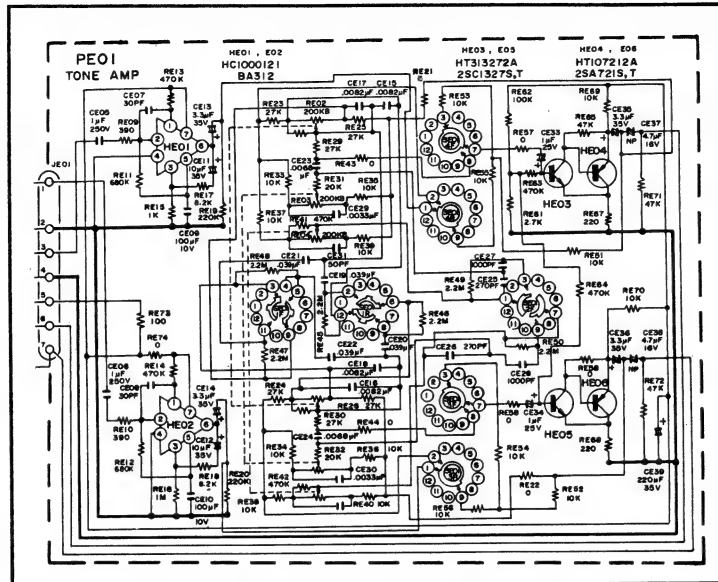 PE01
TONE AMP
HE01, E02
HC1000121
BA312
HE03, E05
HT313272A
2SC1327S,T
HE04, E06
HT107212A
2SA721S,T
JE01
2
3
4
5
6
7
RE13
470K
CE07
30PF
CE05
1μF
250V
RE09
390
HE01
CE13
3.3μF
35V
CE11
10μF
35V
RE11
680K
RE15
1K
RE17
8.2K
RE19
220K
CE09
100μF
10V
RE73
100
RE74
0
RE14
470K
CE08
30PF
CE06
1μF
250V
RE10
390
HE02
CE14
3.3μF
35V
CE12
10μF
35V
RE12
680K
RE16
1M
RE18
8.2K
RE20
220K
CE10
100μF
10V
CE17
.0082μF
CE15
.0082μF
RE23
27K
RE02
200KB
RE25
27K
RE29
27K
CE23
.0068
μF
RE43
0
RE33
10K
RE31
20K
RE35
10K
RE03
200KB
CE29
.0033μF
RE37
10K
RE41
470K
RE04
200KB
RE39
10K
RE48
2.2M
CE21
.039μF
CE31
50PF
CE19
.039μF
RE45
2.2M
RE46
2.2M
CE20
.039μF
RE47
2.2M
CE22
.039μF
CE18
.0082μF
CE16
.0082μF
RE24
27K
RE26
27K
RE30
27K
RE44
0
CE24
.0068μF
RE34
10K
RE32
20K
RE36
10K
CE30
.0033μF
RE42
470K
RE38
10K
RE40
10K
RE21
0
RE53
10K
RE55
10K
RE62
100K
RE57
0
CE33
1μF
25V
RE63
470K
RE61
2.7K
HE03
RE65
47K
RE69
10K
HE04
CE35
3.3μF
35V
CE37
4.7μF
16V
NP
RE71
47K
RE67
220
RE51
10K
CE27
1000PF
CE25
270PF
RE49
2.2M
RE64
470K
RE50
2.2M
CE26
270PF
CE28
1000PF
RE70
10K
CE36
3.3μF
35V
CE38
4.7μF
16V
NP
RE66
0
HE06
RE72
47K
RE58
0
CE34
1μF
25V
HE05
RE68
220
CE39
220μF
35V
RE54
10K
RE22
0
RE52
10K
RE56
10K